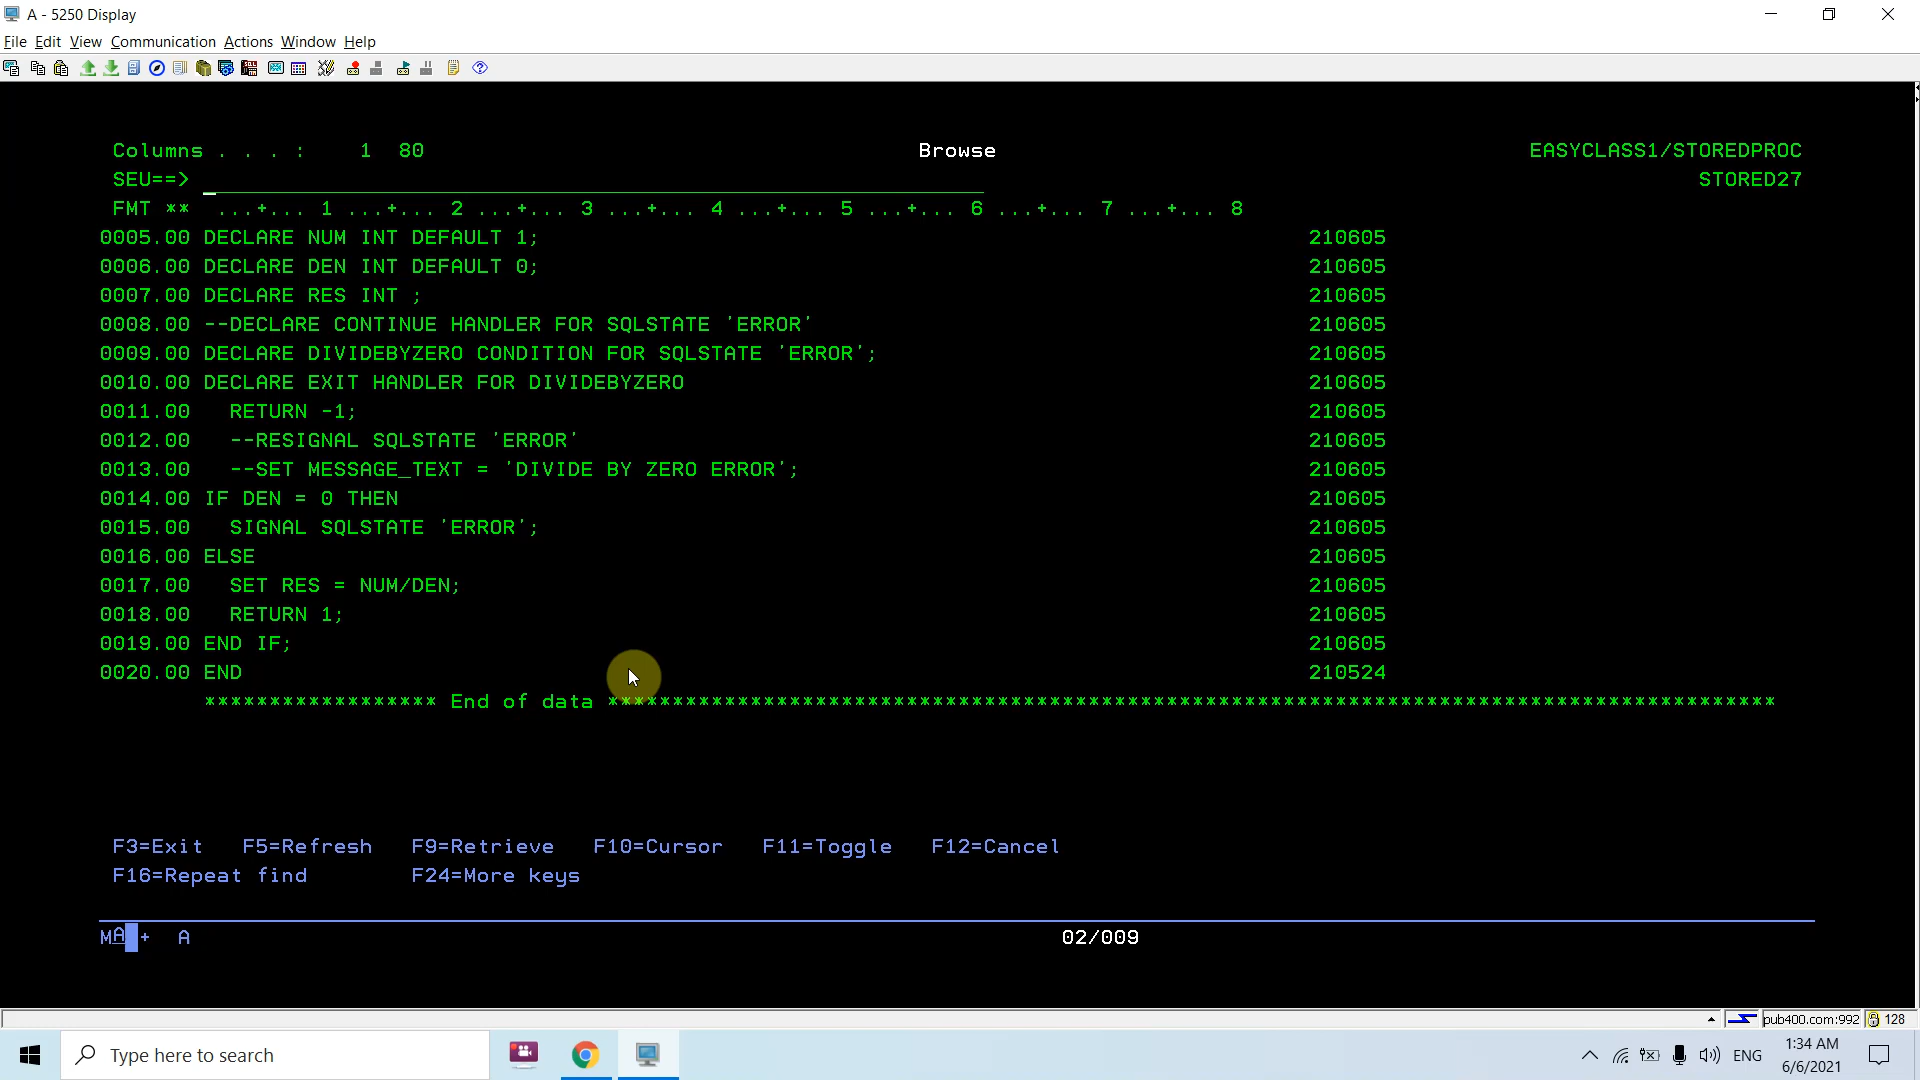 A - 5250 Display
File Edit View Communication Actions Window Help
Columns . . . : 1 80 Browse EASYCLASS1/STOREDPROC
SEU==> STORED27
FMT ** ...+... 1 ...+... 2 ...+... 3 ...+... 4 ...+... 5 ...+... 6 ...+... 7 ...+... 8
0005.00 DECLARE NUM INT DEFAULT 1; 210605
0006.00 DECLARE DEN INT DEFAULT 0; 210605
0007.00 DECLARE RES INT ; 210605
0008.00 --DECLARE CONTINUE HANDLER FOR SQLSTATE 'ERROR' 210605
0009.00 DECLARE DIVIDEBYZERO CONDITION FOR SQLSTATE 'ERROR'; 210605
0010.00 DECLARE EXIT HANDLER FOR DIVIDEBYZERO 210605
0011.00 RETURN -1; 210605
0012.00 --RESIGNAL SQLSTATE 'ERROR' 210605
0013.00 --SET MESSAGE_TEXT = 'DIVIDE BY ZERO ERROR'; 210605
0014.00 IF DEN = 0 THEN 210605
0015.00 SIGNAL SQLSTATE 'ERROR'; 210605
0016.00 ELSE 210605
0017.00 SET RES = NUM/DEN; 210605
0018.00 RETURN 1; 210605
0019.00 END IF; 210605
0020.00 END 210524
****************** End of data ******************************************************************************************
F3=Exit F5=Refresh F9=Retrieve F10=Cursor F11=Toggle F12=Cancel
F16=Repeat find F24=More keys
MA + A 02/009
pub400.com:992 128
Type here to search ENG 1:34 AM
6/6/2021